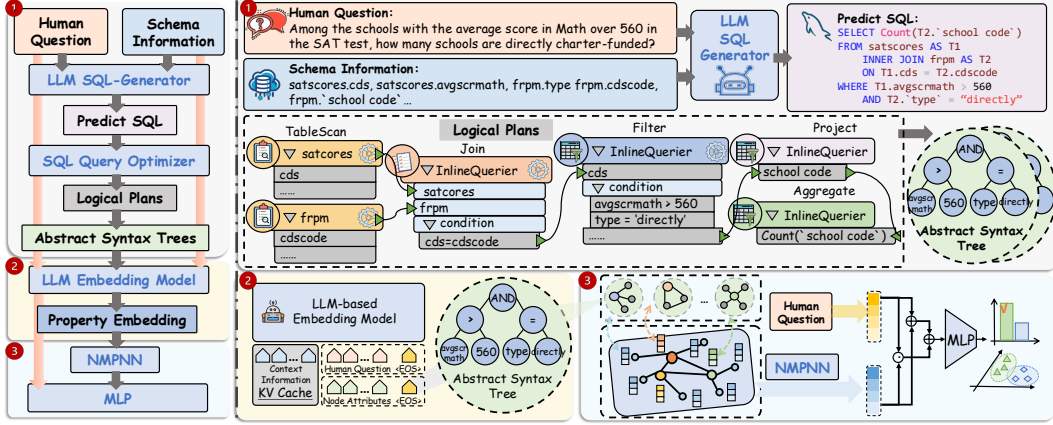 1
Human
Question
Schema
Information
LLM SQL-Generator
Predict SQL
SQL Query Optimizer
Logical Plans
Abstract Syntax Trees
2
LLM Embedding Model
Property Embedding
3
NMPNN
MLP
1
Human Question:
Among the schools with the average score in Math over 560 in
the SAT test, how many schools are directly charter-funded?
Schema Information:
satscores.cds, satscores.avgscrmath, frpm.type frpm.cdscode,
frpm.`school code`...
LLM
SQL
Generator
Predict SQL:
SELECT Count(T2.`school code`)
FROM satscores AS T1
INNER JOIN frpm AS T2
ON T1.cds = T2.cdscode
WHERE T1.avgscrmath > 560
AND T2.`type` = “directly”
Logical Plans
TableScan
satcores
cds
......
frpm
cdscode
......
Join
InlineQuerier
satcores
frpm
condition
cds=cdscode
Filter
InlineQuerier
cds
condition
avgscrmath > 560
type = ‘directly’
......
Project
InlineQuerier
school code
Aggregate
InlineQuerier
Count(`school code`)
AND
>
=
avgscr
math
560
type
directly
Abstract Syntax
Tree
2
LLM-based
Embedding Model
...
Context
Information
KV Cache
...
Human Question <EOS>
...
Node Attributes <EOS>
AND
>
=
avgscr
math
560
type
directly
Abstract Syntax
Tree
3
...
Human
Question
NMPNN
MLP